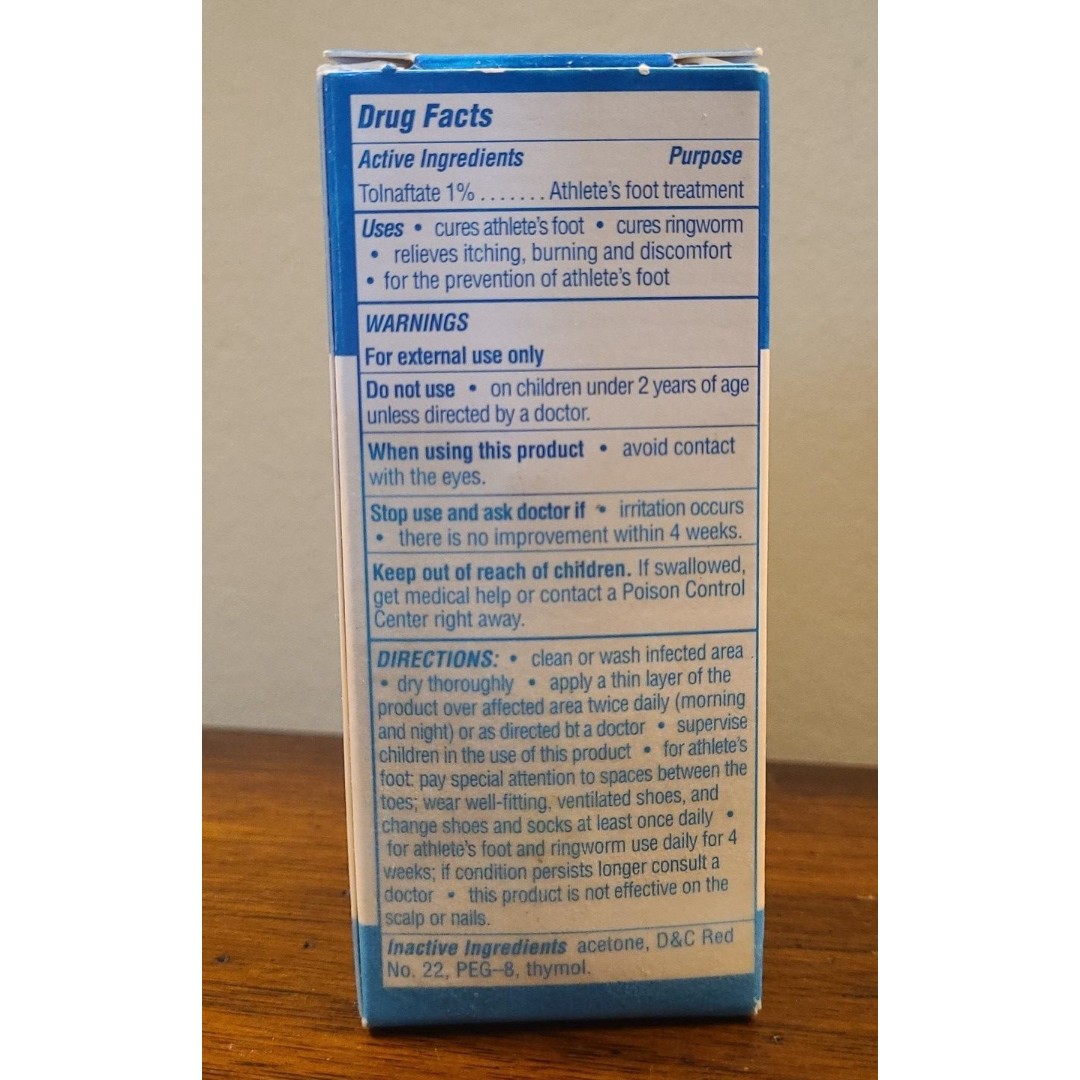 Drug Facts
Active Ingredients Purpose
Tolnaftate 1% ....... Athlete's foot treatment
Uses • cures athlete's foot • cures ringworm
• relieves itching, burning and discomfort
• for the prevention of athlete's foot
WARNINGS
For external use only
Do not use • on children under 2 years of age
unless directed by a doctor.
When using this product • avoid contact
with the eyes.
Stop use and ask doctor if • irritation occurs
• there is no improvement within 4 weeks.
Keep out of reach of children. If swallowed,
get medical help or contact a Poison Control
Center right away.
DIRECTIONS: • clean or wash infected area
• dry thoroughly • apply a thin layer of the
product over affected area twice daily (morning
and night) or as directed bt a doctor • supervise
children in the use of this product • for athlete's
foot: pay special attention to spaces between the
toes; wear well-fitting, ventilated shoes, and
change shoes and socks at least once daily •
for athlete's foot and ringworm use daily for 4
weeks; if condition persists longer consult a
doctor • this product is not effective on the
scalp or nails.
Inactive Ingredients acetone, D&C Red
No. 22, PEG–8, thymol.